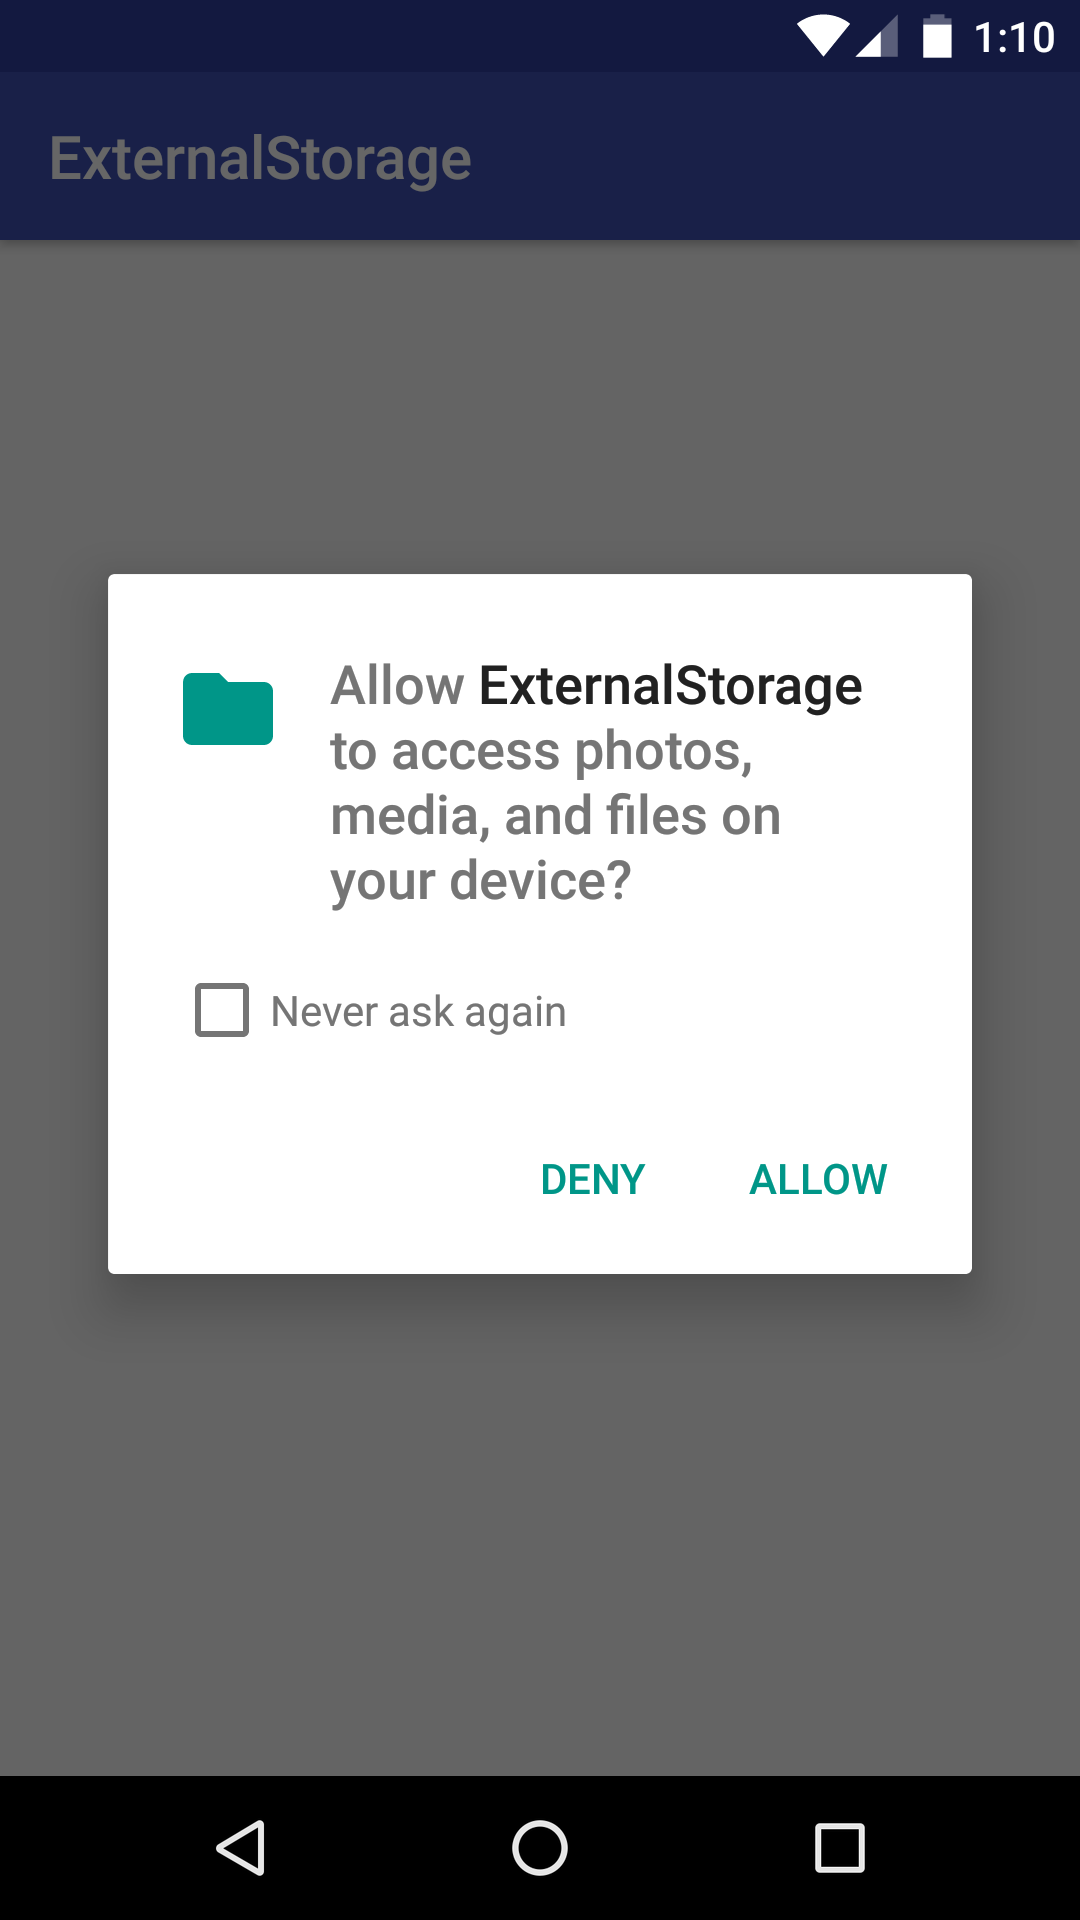 1:10
ExternalStorage
Allow ExternalStorage
to access photos,
media, and files on
your device?
Never ask again
DENY ALLOW